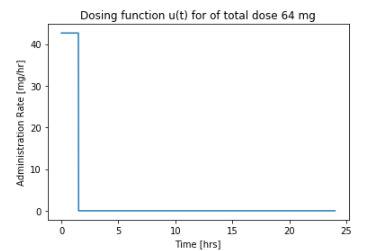 Dosing function u(t) for of total dose 64 mg
Administration Rate [mg/hr]
40
30
20
10
0
0 5 10 15 20 25
Time [hrs]